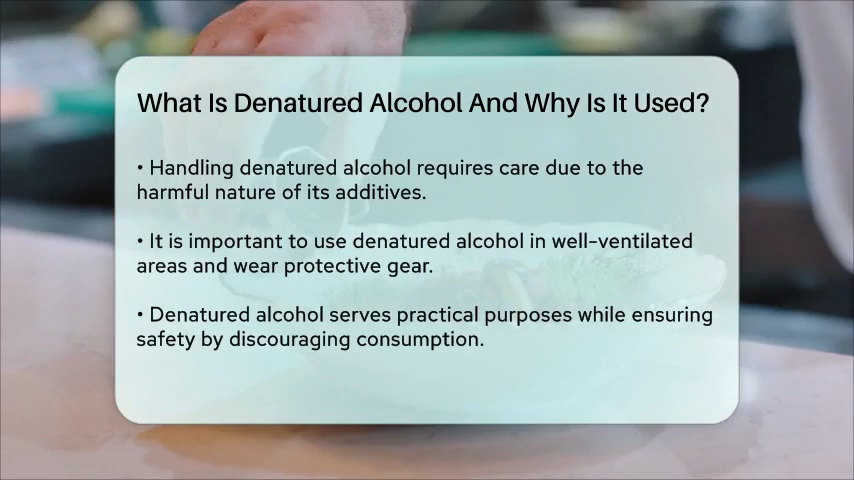 What Is Denatured Alcohol And Why Is It Used?
• Handling denatured alcohol requires care due to the
harmful nature of its additives.
• It is important to use denatured alcohol in well-ventilated
areas and wear protective gear.
• Denatured alcohol serves practical purposes while ensuring
safety by discouraging consumption.